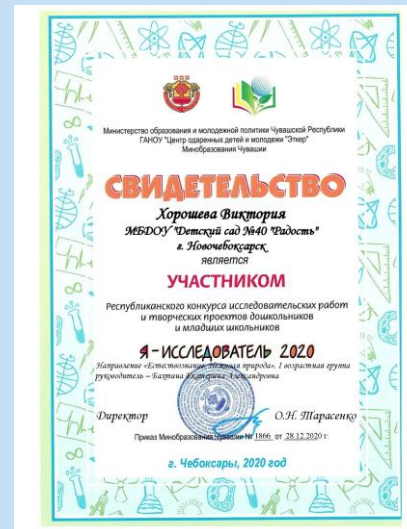 Министерство образования и молодежной политики Чувашской Республики
ГАНОУ "Центр одаренных детей и молодежи "Эткер"
Минобразования Чувашии
СВИДЕТЕЛЬСТВО
Хорошева Виктория
МБДОУ "Детский сад №40 "Радость"
г. Новочебоксарск
является
УЧАСТНИКОМ
Республиканского конкурса исследовательских работ
и творческих проектов дошкольников
и младших школьников
Я - ИССЛЕДОВАТЕЛЬ 2020
Направление «Естествознание. Неживая природа», 1 возрастная группа
руководитель – Бахтина Екатерина Александровна
Директор О.Н. Тарасенко
Приказ Минобразования Чувашии № 1866 от 28.12.2020 г.
г. Чебоксары, 2020 год